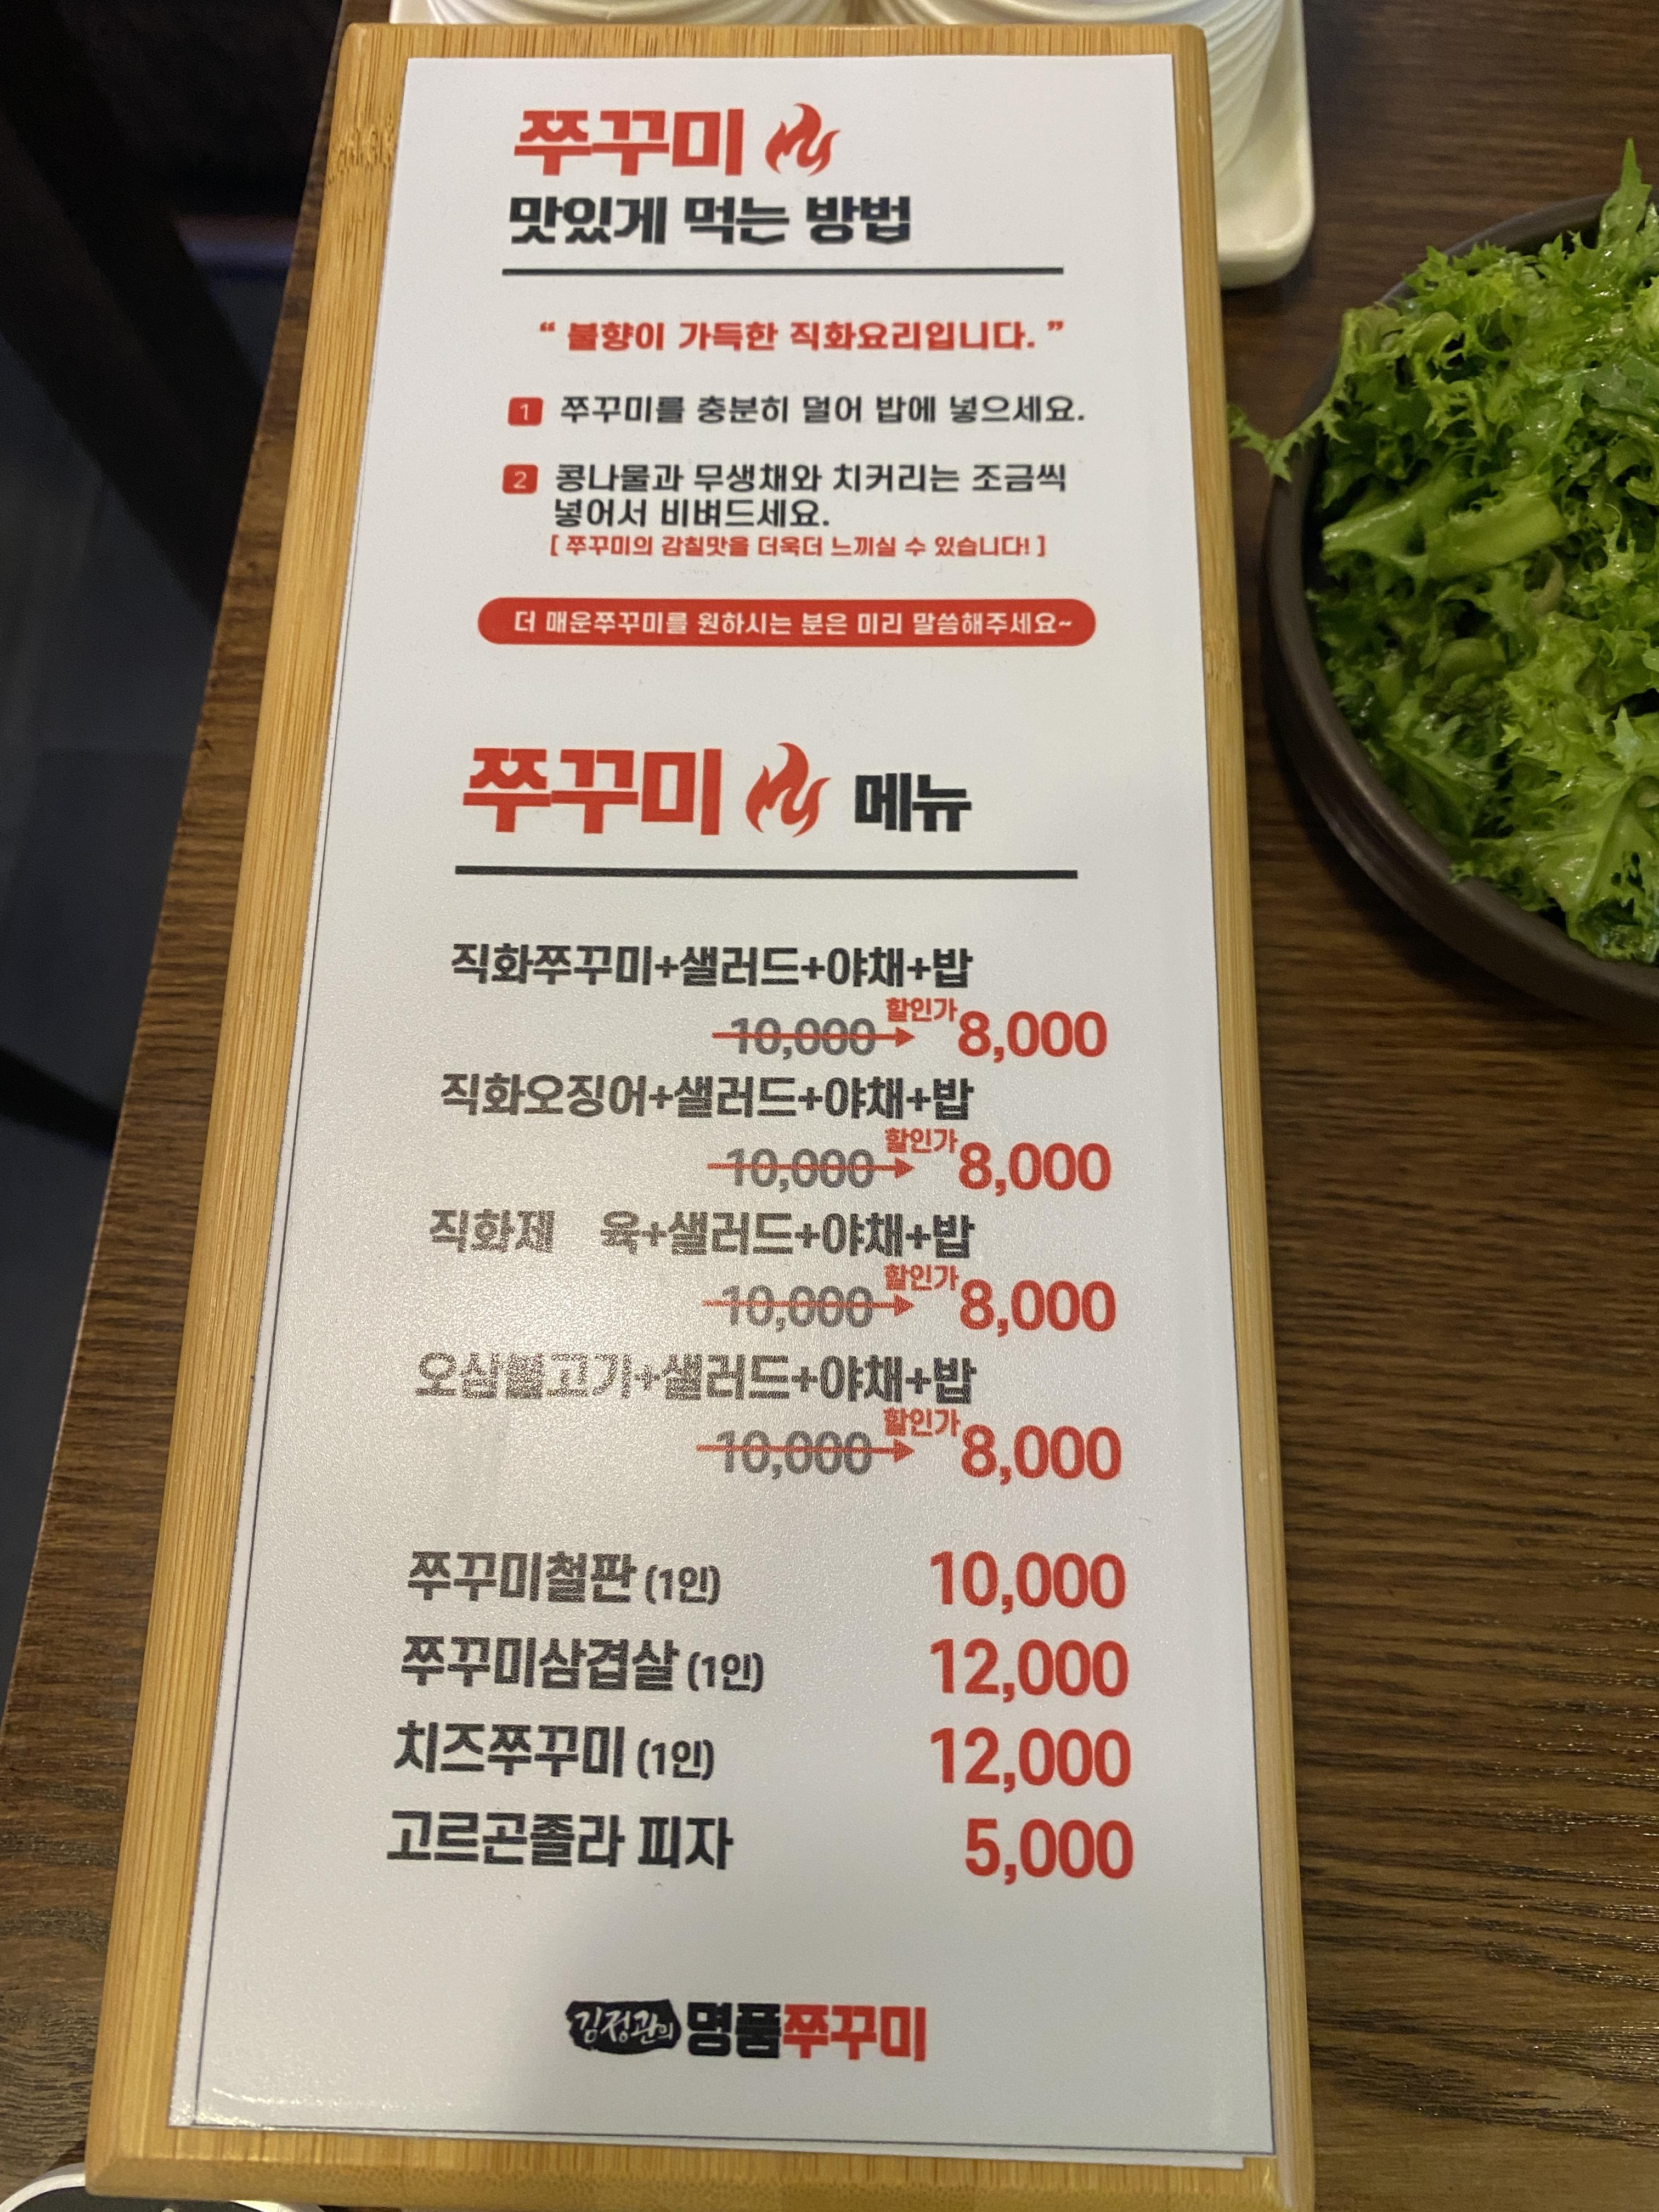 쭈꾸미
맛있게 먹는 방법
“ 불향이 가득한 직화요리입니다. ”
1 쭈꾸미를 충분히 덜어 밥에 넣으세요.
2 콩나물과 무생채와 치커리는 조금씩
넣어서 비벼드세요.
[ 쭈꾸미의 감칠맛을 더욱더 느끼실 수 있습니다! ]
더 매운쭈꾸미를 원하시는 분은 미리 말씀해주세요~
쭈꾸미 메뉴
직화쭈꾸미+샐러드+야채+밥
10,000 할인가 8,000
직화오징어+샐러드+야채+밥
10,000 할인가 8,000
직화제 육+샐러드+야채+밥
10,000 할인가 8,000
오삼불고기+샐러드+야채+밥
10,000 할인가 8,000
쭈꾸미철판 (1인) 10,000
쭈꾸미삼겹살 (1인) 12,000
치즈쭈꾸미 (1인) 12,000
고르곤졸라 피자 5,000
김정관의 명품쭈꾸미